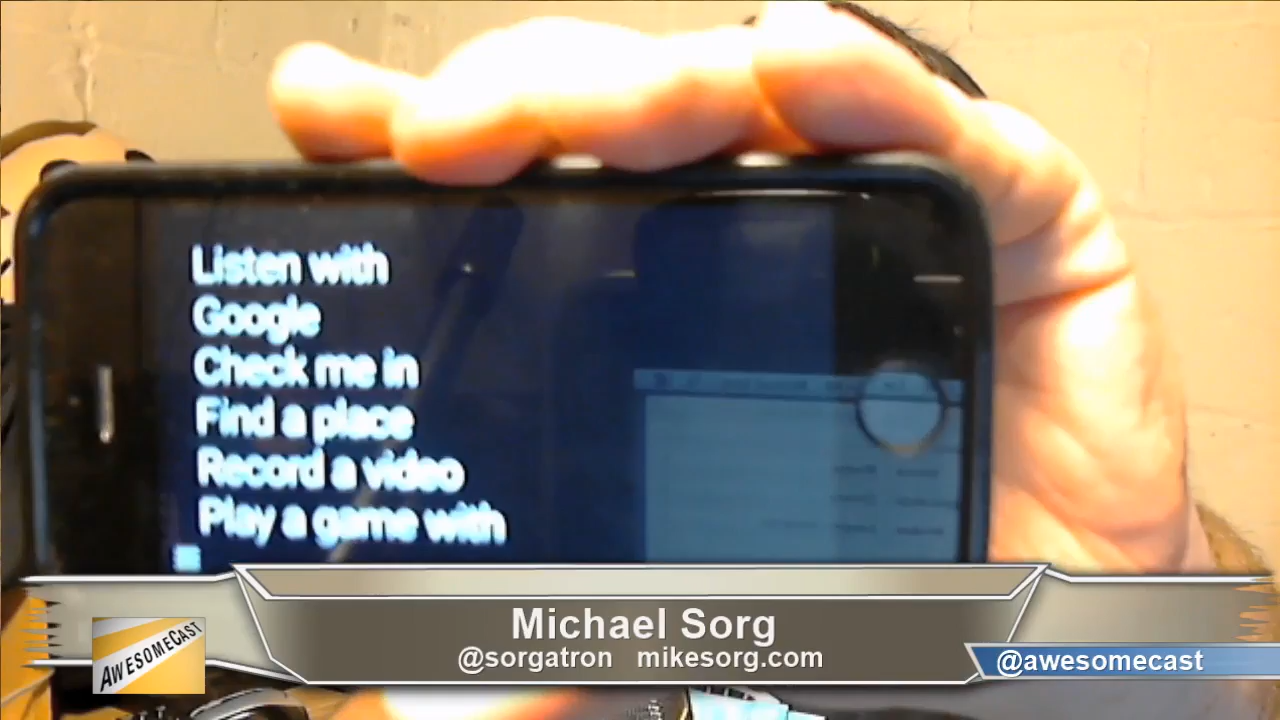 Listen with
Google
Check me in
Find a place
Record a video
Play a game with
Michael Sorg
@sorgatron mikesorg.com
@awesomecast
AWESOMECAST